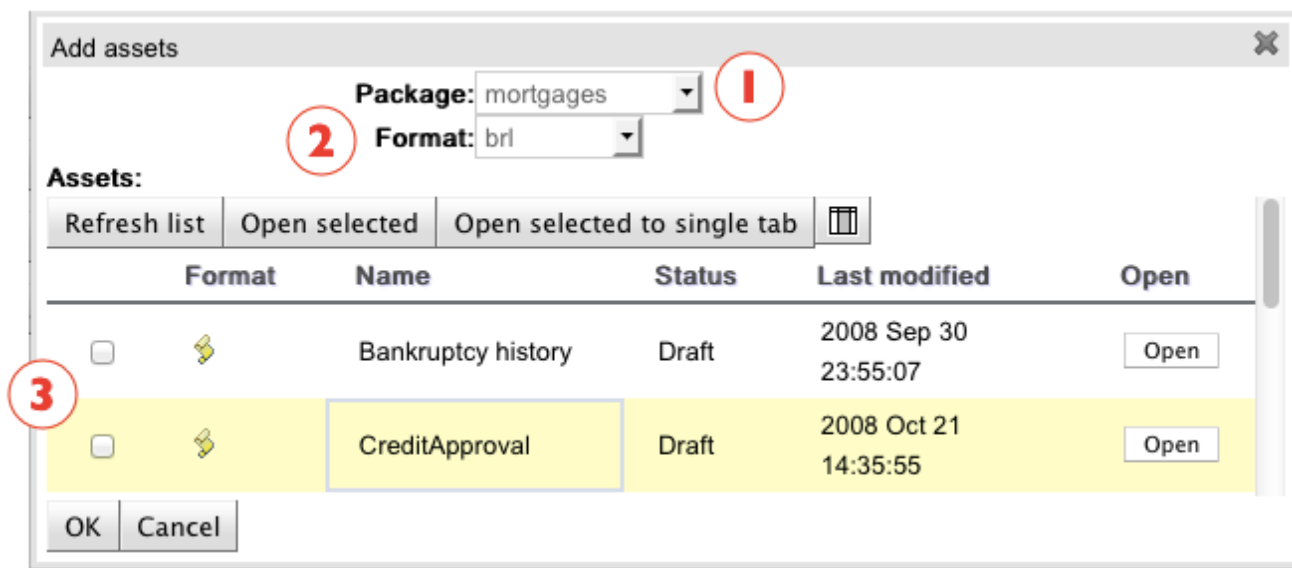 Add assets
Package: mortgages 1
2 Format: brl
Assets:
Refresh list Open selected Open selected to single tab
Format Name Status Last modified Open
Bankruptcy history Draft 2008 Sep 30 23:55:07 Open
3
CreditApproval Draft 2008 Oct 21 14:35:55 Open
OK Cancel